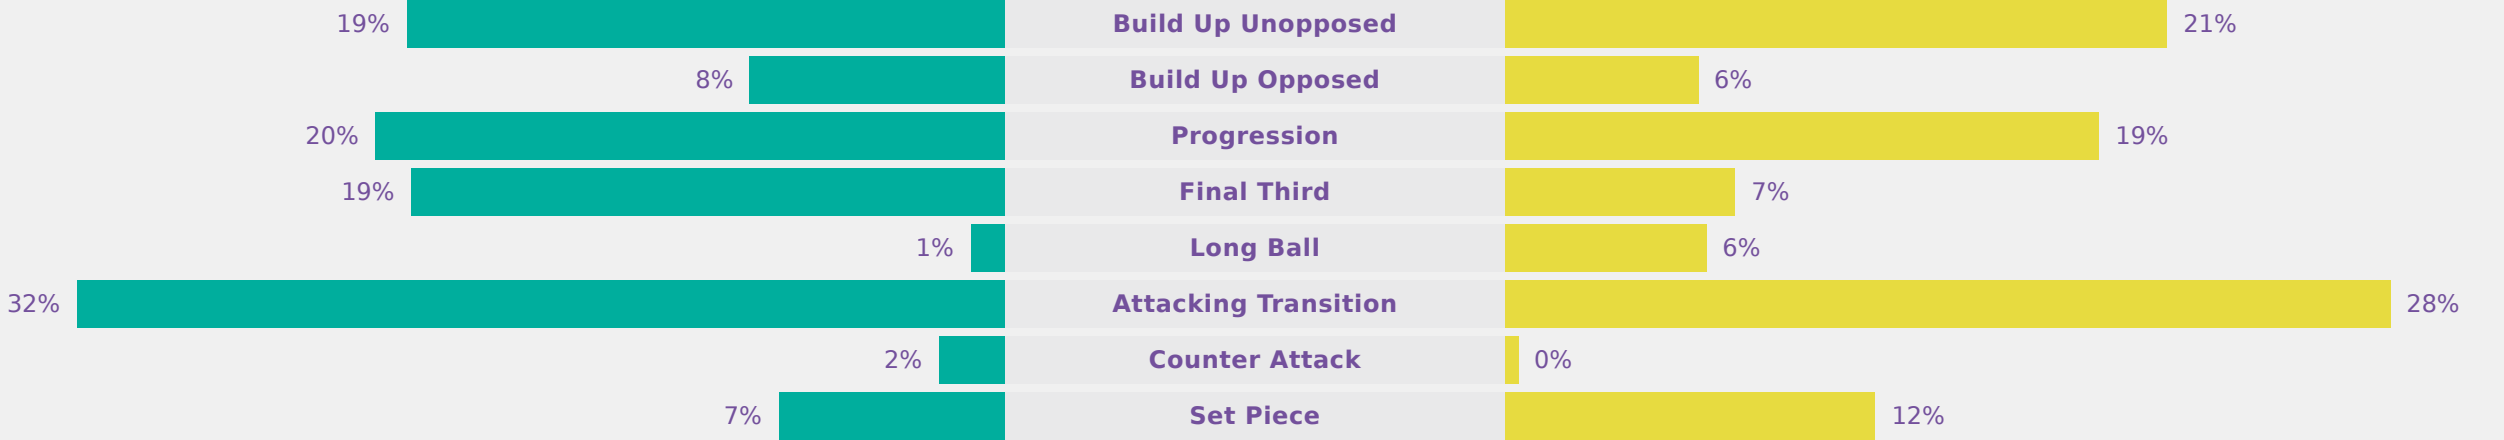 19% Build Up Unopposed 21%
8% Build Up Opposed 6%
20% Progression 19%
19% Final Third 7%
1% Long Ball 6%
32% Attacking Transition 28%
2% Counter Attack 0%
7% Set Piece 12%